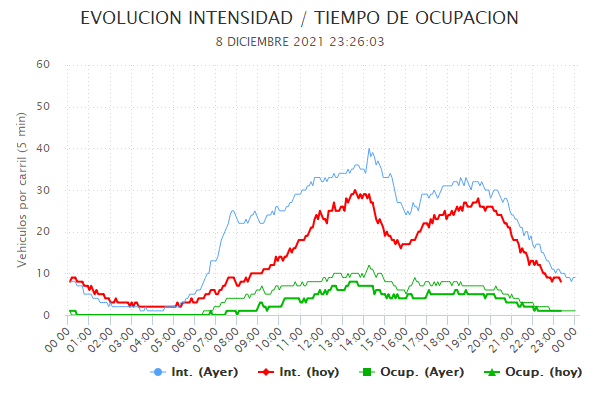 EVOLUCION INTENSIDAD / TIEMPO DE OCUPACION
8 DICIEMBRE 2021 23:26:03
Vehiculos por carril (5 min)
60
50
40
30
20
10
0
00:00 01:00 02:00 03:00 04:00 05:00 06:00 07:00 08:00 09:00 10:00 11:00 12:00 13:00 14:00 15:00 16:00 17:00 18:00 19:00 20:00 21:00 22:00 23:00 00:00
Int. (Ayer) Int. (hoy) Ocup. (Ayer) Ocup. (hoy)